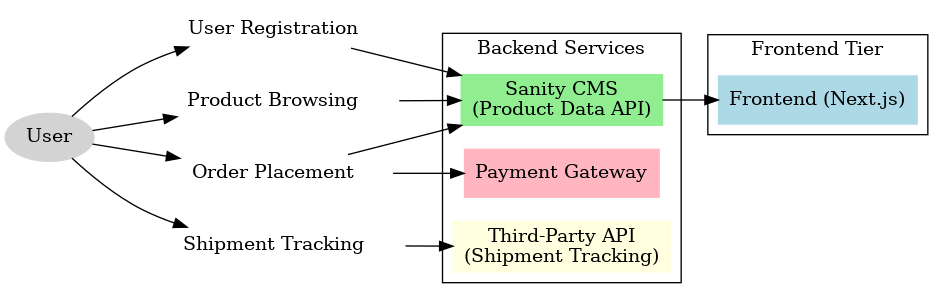 User
User Registration
Product Browsing
Order Placement
Shipment Tracking
Backend Services
Sanity CMS
(Product Data API)
Payment Gateway
Third-Party API
(Shipment Tracking)
Frontend Tier
Frontend (Next.js)